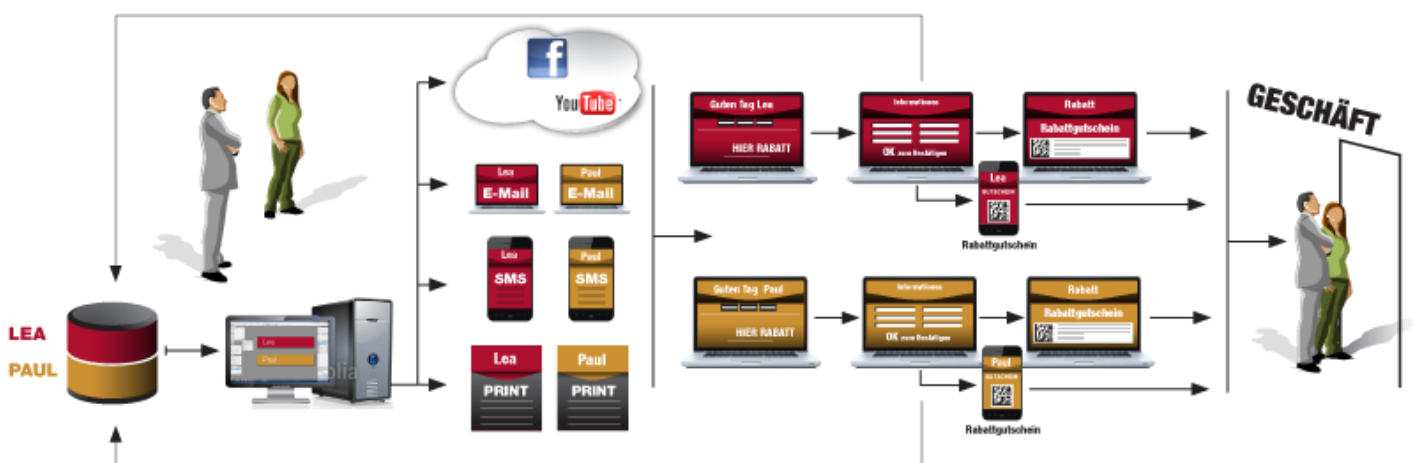 LEA
PAUL
Lea
Paul
f
YouTube
Lea
E-Mail
Paul
E-Mail
Lea
SMS
Paul
SMS
Lea
PRINT
Paul
PRINT
Guten Tag Lea
HIER RABATT
Informationen
OK zum Bestätigen
Rabatt
Rabattgutschein
Lea
GUTSCHEIN
Rabattgutschein
Guten Tag Paul
HIER RABATT
Informationen
OK zum Bestätigen
Rabatt
Rabattgutschein
Paul
GUTSCHEIN
Rabattgutschein
GESCHÄFT